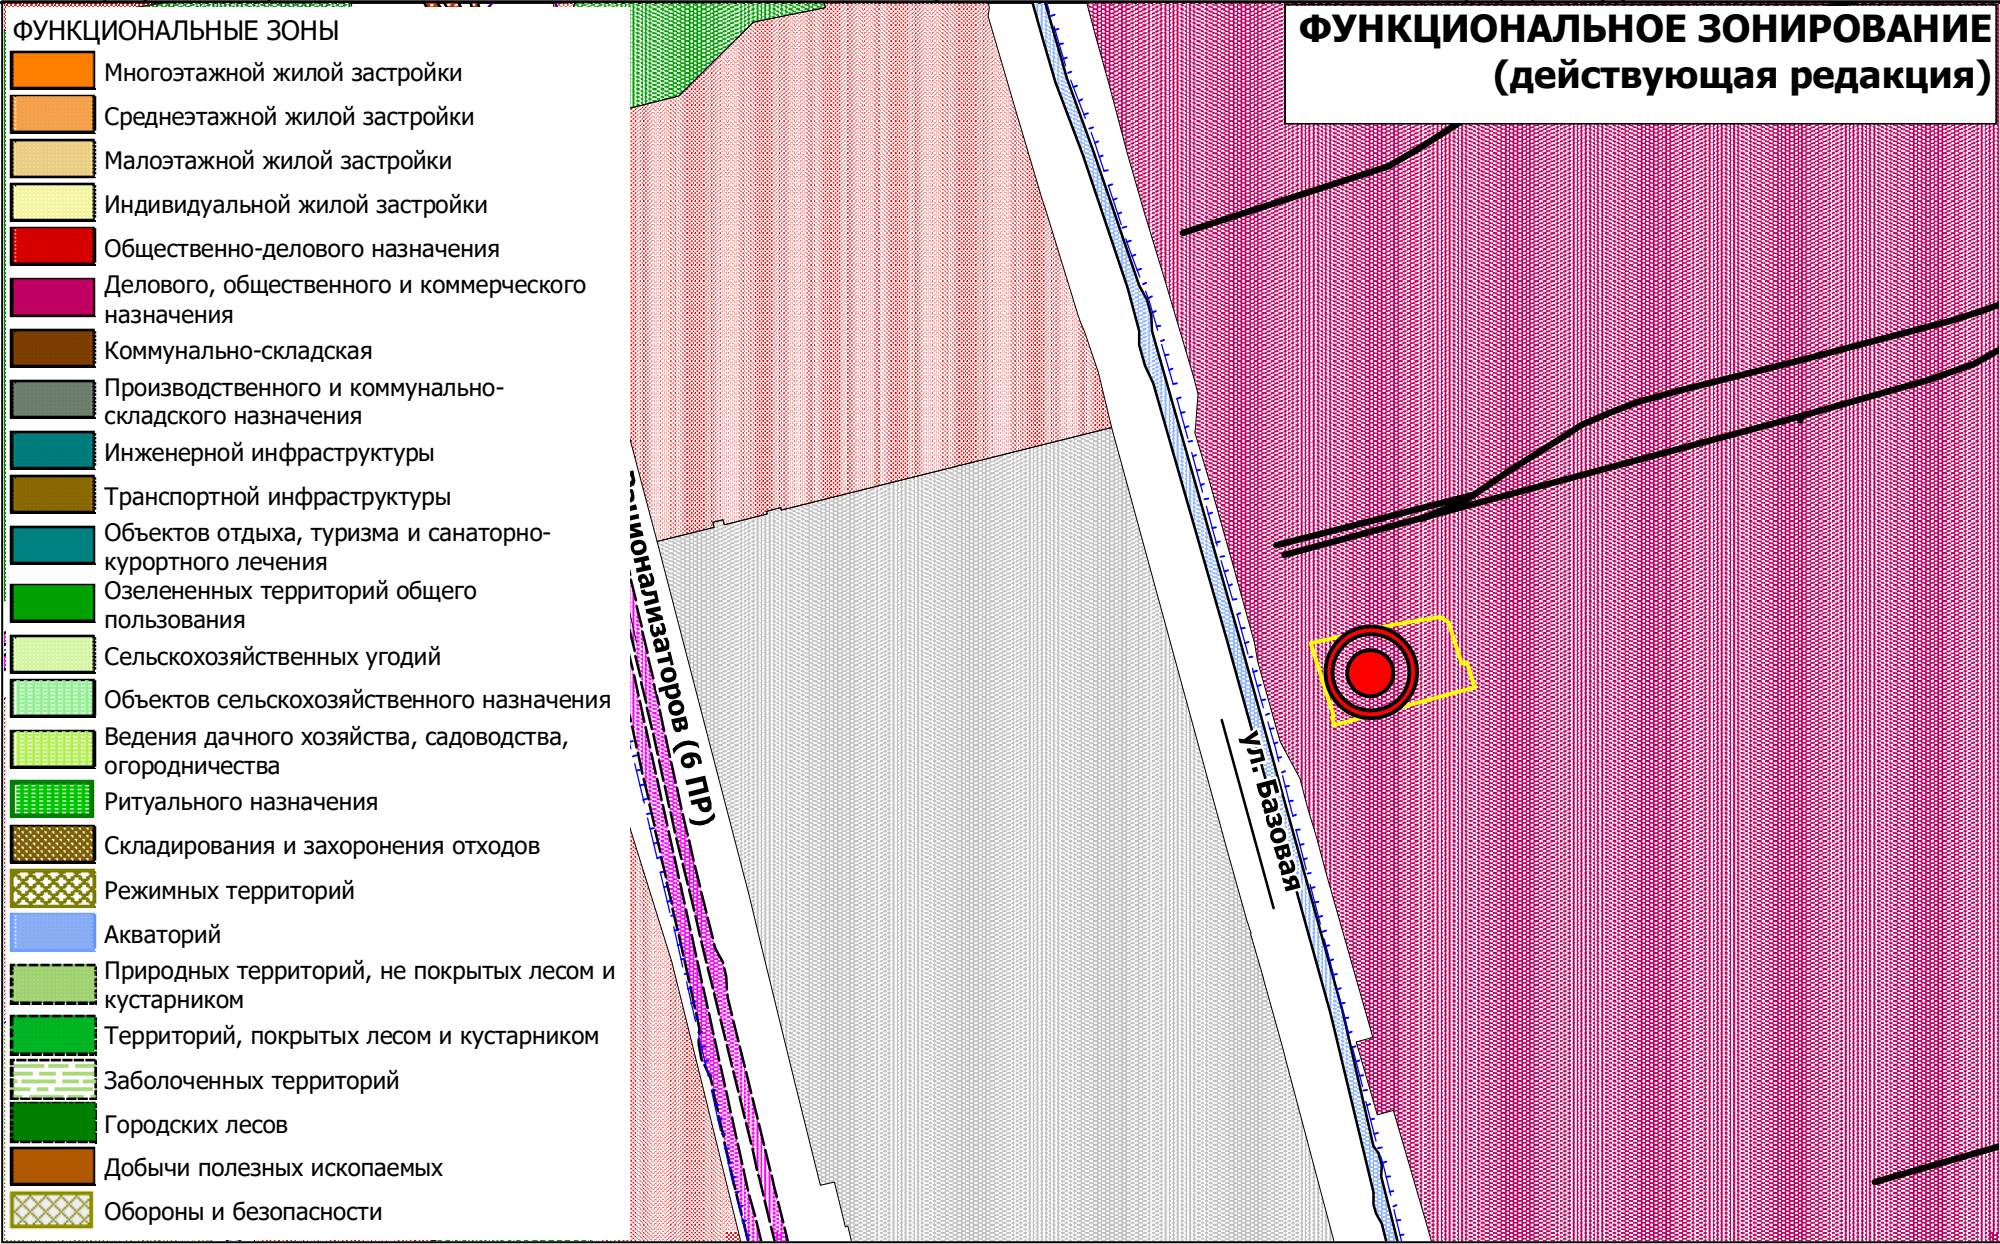 ФУНКЦИОНАЛЬНЫЕ ЗОНЫ
Многоэтажной жилой застройки
Среднеэтажной жилой застройки
Малоэтажной жилой застройки
Индивидуальной жилой застройки
Общественно-делового назначения
Делового, общественного и коммерческого
назначения
Коммунально-складская
Производственного и коммунально-
складского назначения
Инженерной инфраструктуры
Транспортной инфраструктуры
Объектов отдыха, туризма и санаторно-
курортного лечения
Озелененных территорий общего
пользования
Сельскохозяйственных угодий
Объектов сельскохозяйственного назначения
Ведения дачного хозяйства, садоводства,
огородничества
Ритуального назначения
Складирования и захоронения отходов
Режимных территорий
Акваторий
Природных территорий, не покрытых лесом и
кустарником
Территорий, покрытых лесом и кустарником
Заболоченных территорий
Городских лесов
Добычи полезных ископаемых
Обороны и безопасности
ФУНКЦИОНАЛЬНОЕ ЗОНИРОВАНИЕ
(действующая редакция)
(6 ПР)
ул. Базовая